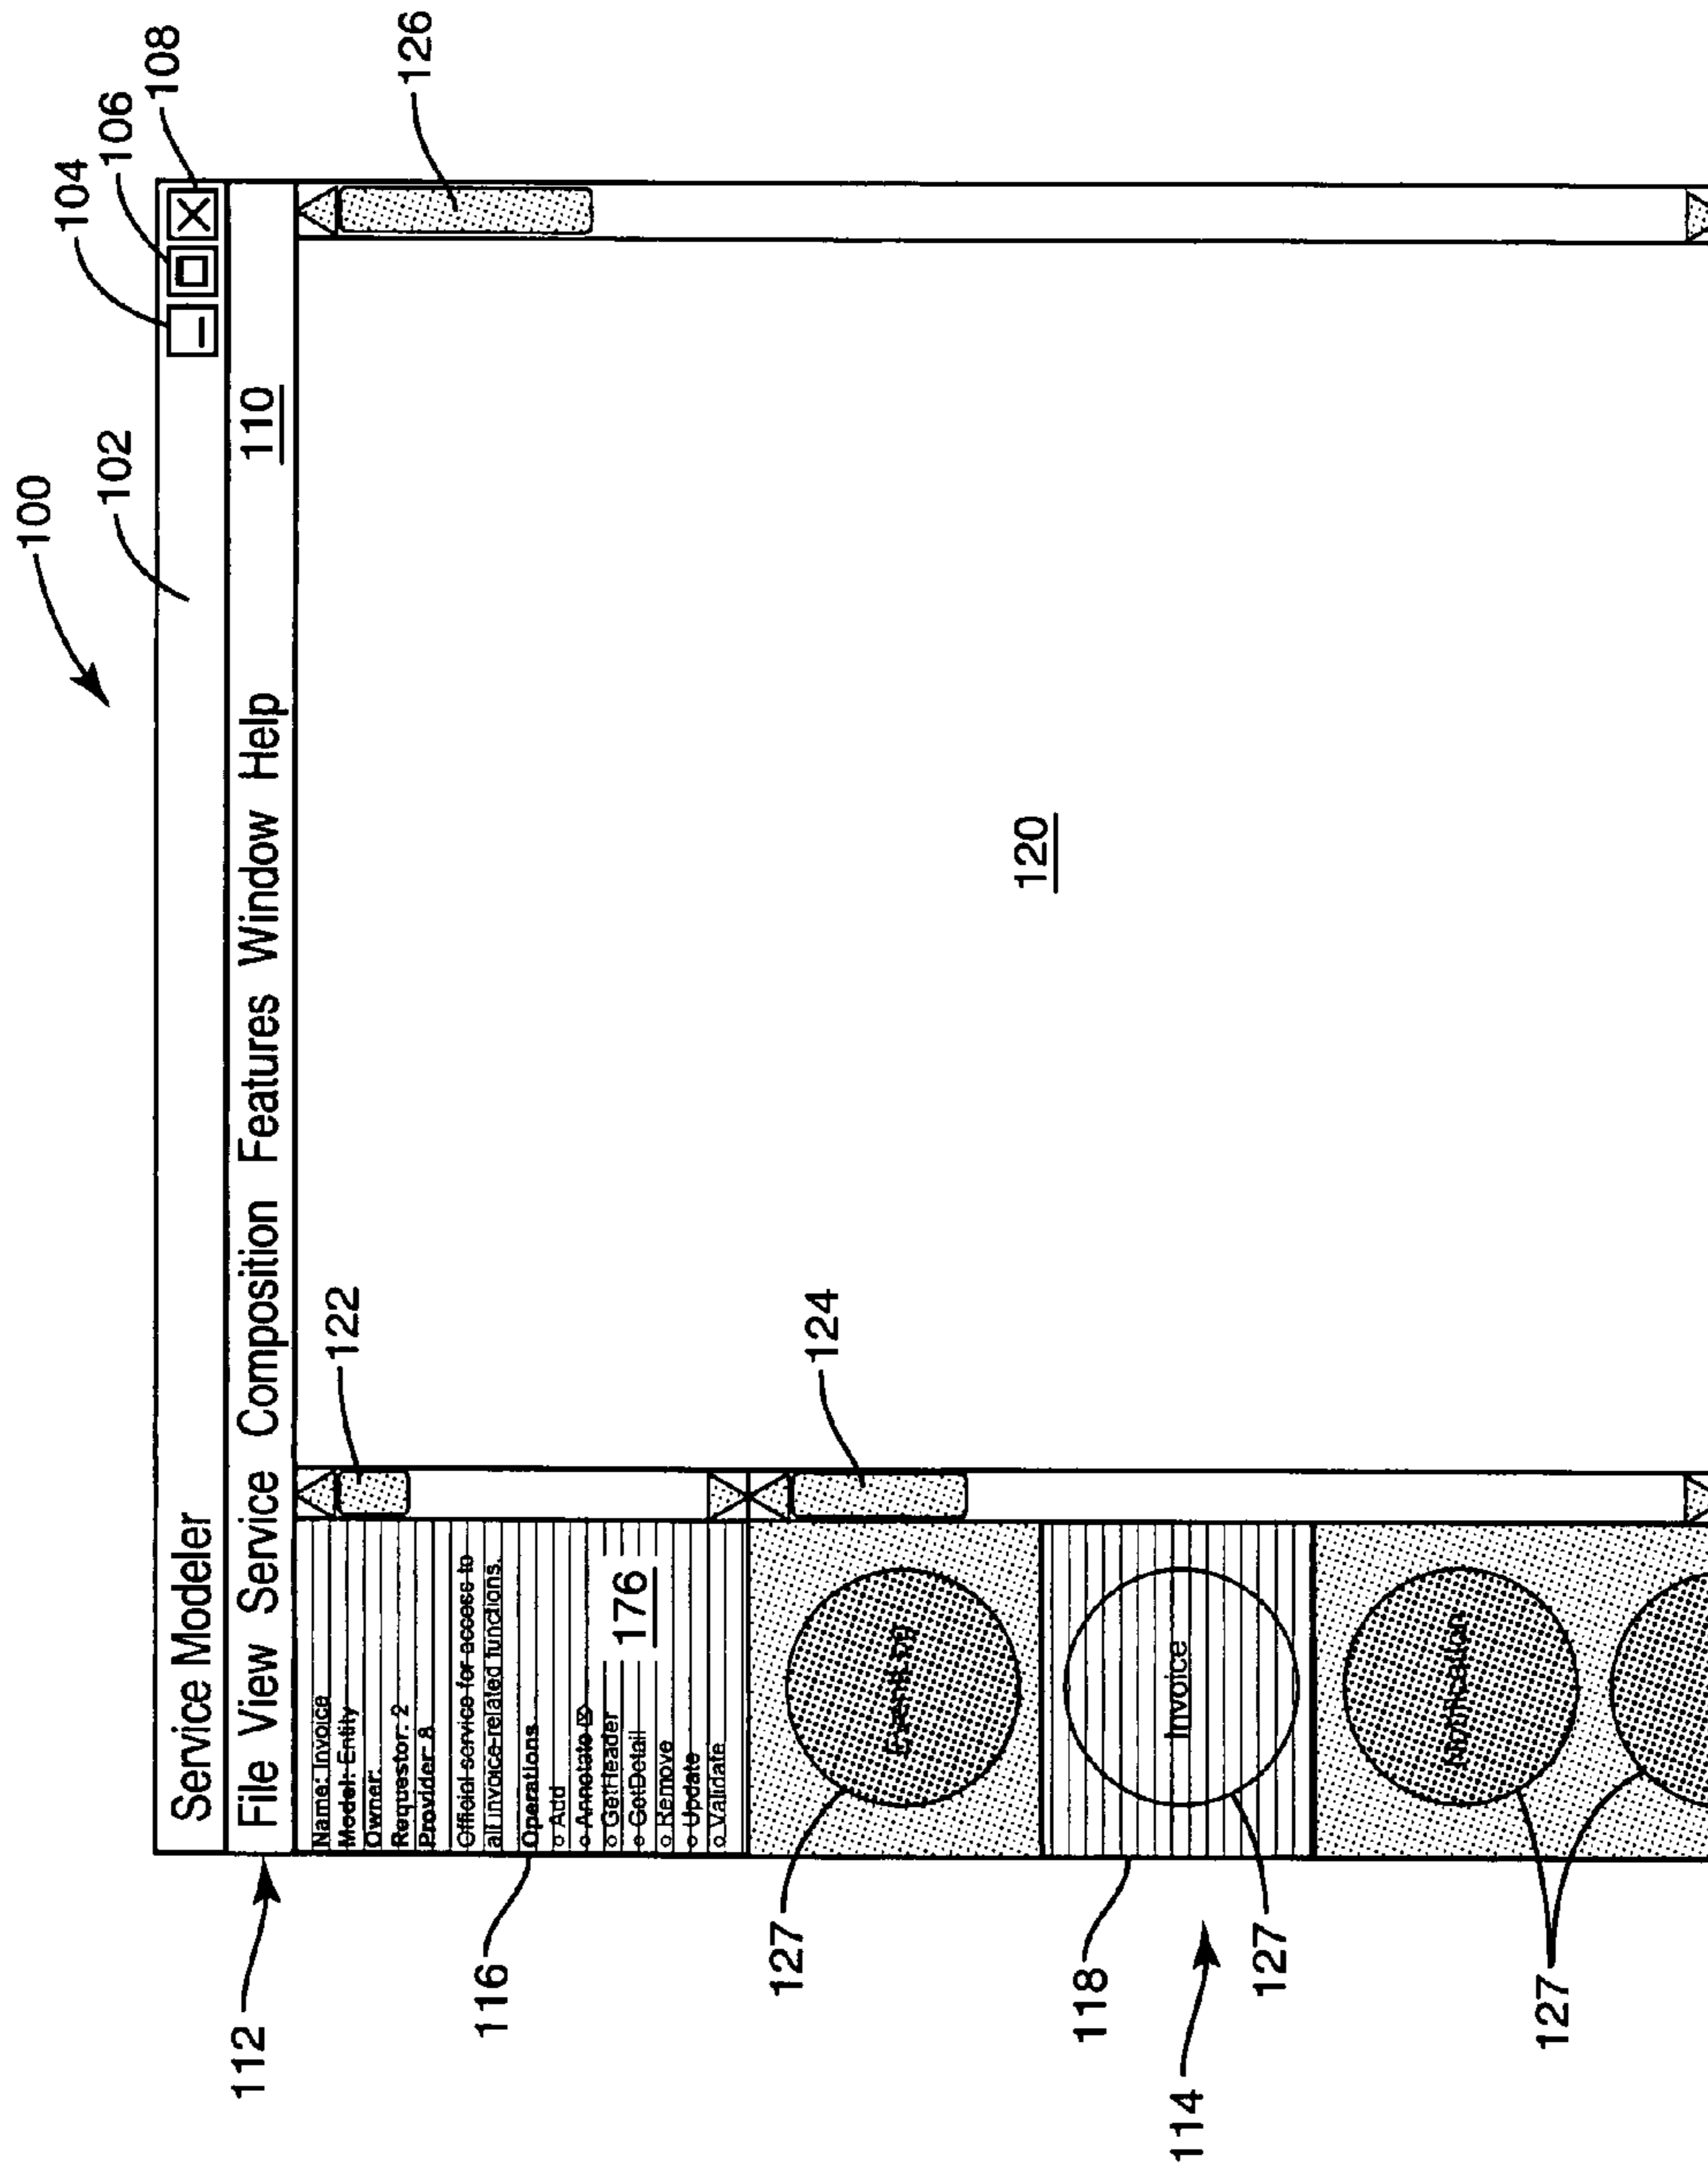 100
102
104
106
108
Service Modeler
File View Service Composition Features Window Help
110
112
122
126
Name: Invoice
Model: Entity
Owner:
Requestor: 2
Provider: 8
Official service for access to
all invoice-related functions.
Operations
Add
Annotate
GetHeader
GetDetail
Remove
Update
Validate
176
116
124
120
EventLog
127
Invoice
118
114
127
Notification
127